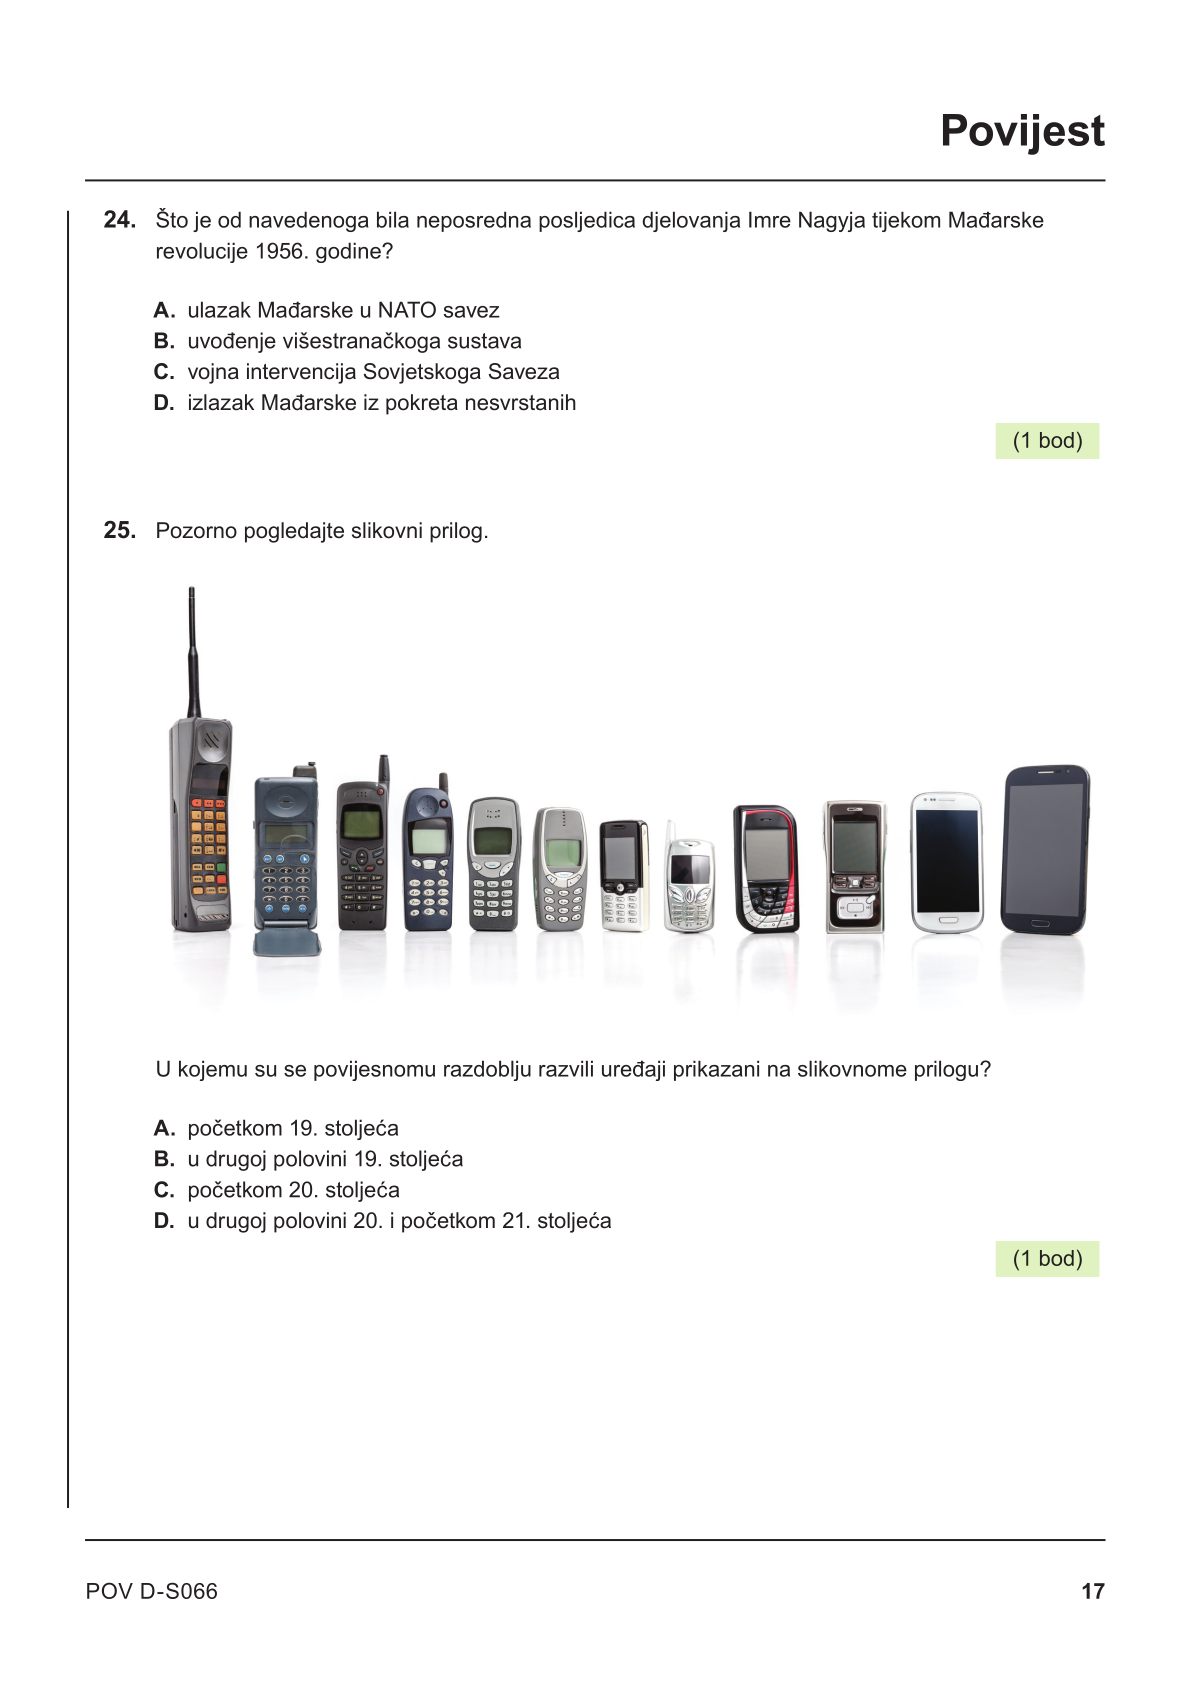 Povijest
24. Što je od navedenoga bila neposredna posljedica djelovanja Imre Nagyja tijekom Mađarske
revolucije 1956. godine?
A. ulazak Mađarske u NATO savez
B. uvođenje višestranačkoga sustava
C. vojna intervencija Sovjetskoga Saveza
D. izlazak Mađarske iz pokreta nesvrstanih
(1 bod)
25. Pozorno pogledajte slikovni prilog.
U kojemu su se povijesnomu razdoblju razvili uređaji prikazani na slikovnome prilogu?
A. početkom 19. stoljeća
B. u drugoj polovini 19. stoljeća
C. početkom 20. stoljeća
D. u drugoj polovini 20. i početkom 21. stoljeća
(1 bod)
POV D-S066
17